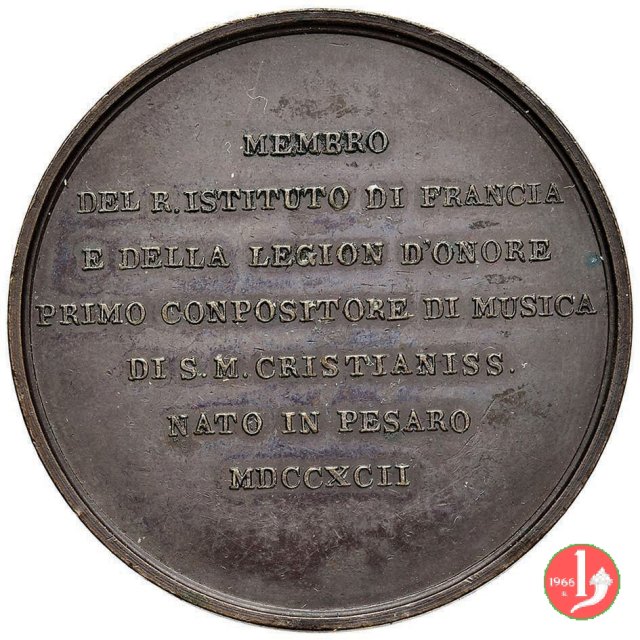 MEMBRO
DEL R. ISTITUTO DI FRANCIA
E DELLA LEGION D'ONORE
PRIMO CONPOSITORE DI MUSICA
DI S. M. CRISTIANISS.
NATO IN PESARO
MDCCXCII
1966